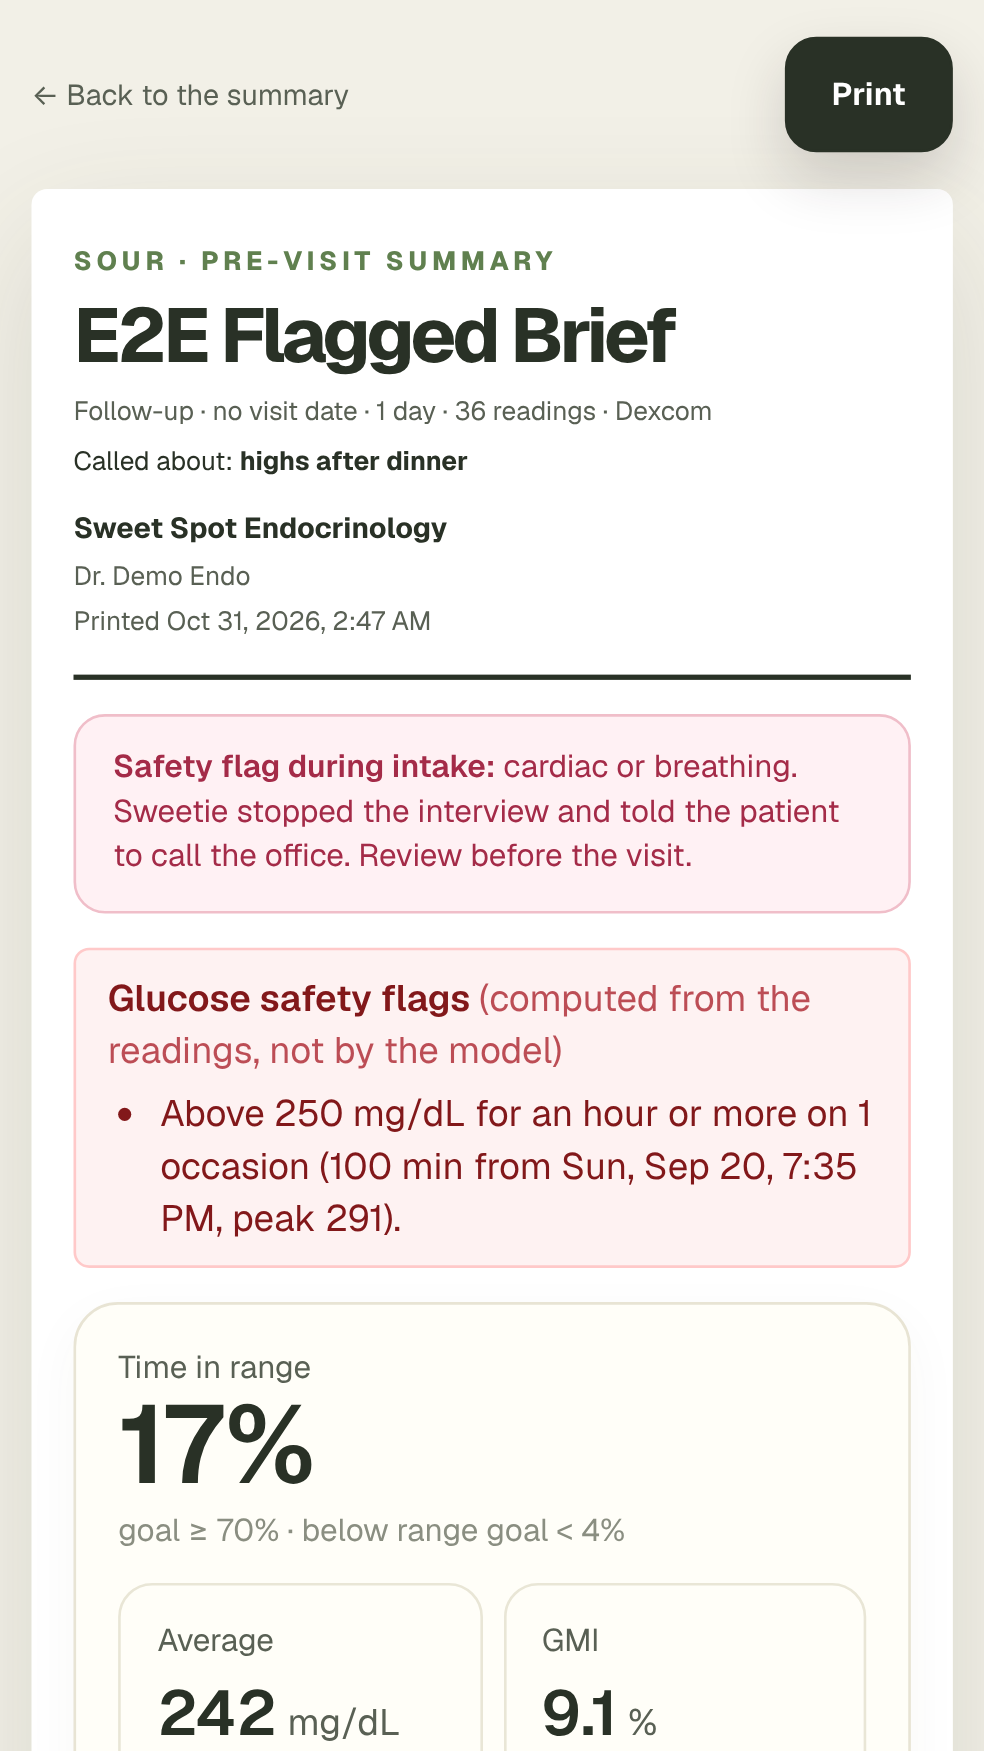 ← Back to the summary
Print
SOUR · PRE-VISIT SUMMARY
E2E Flagged Brief
Follow-up · no visit date · 1 day · 36 readings · Dexcom
Called about: highs after dinner
Sweet Spot Endocrinology
Dr. Demo Endo
Printed Oct 31, 2026, 2:47 AM
Safety flag during intake: cardiac or breathing.
Sweetie stopped the interview and told the patient
to call the office. Review before the visit.
Glucose safety flags (computed from the
readings, not by the model)
• Above 250 mg/dL for an hour or more on 1
occasion (100 min from Sun, Sep 20, 7:35
PM, peak 291).
Time in range
17%
goal ≥ 70% · below range goal < 4%
Average
242 mg/dL
GMI
9.1 %